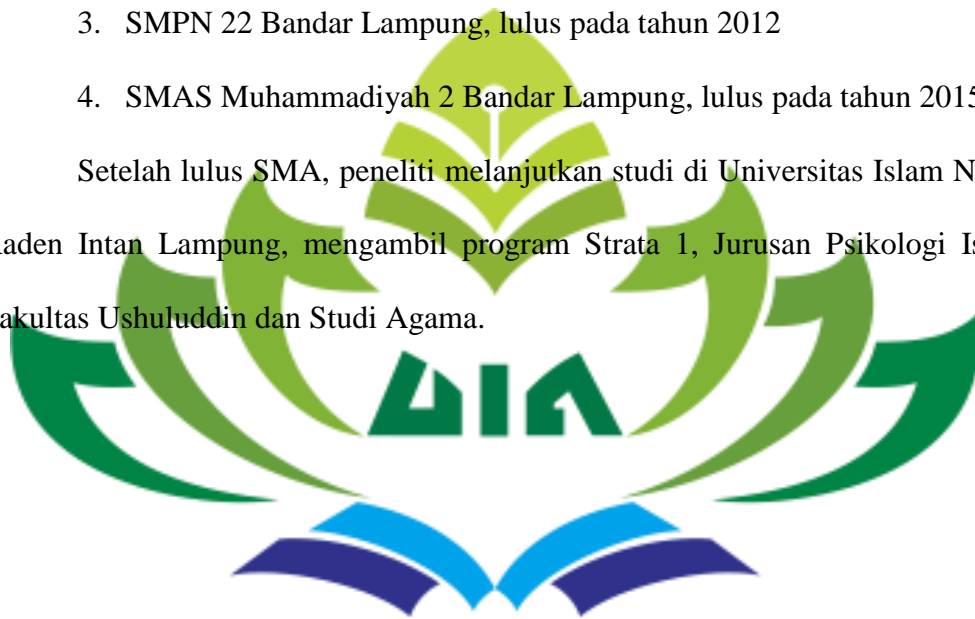 3. SMPN 22 Bandar Lampung, lulus pada tahun 2012
4. SMAS Muhammadiyah 2 Bandar Lampung, lulus pada tahun 2015
Setelah lulus SMA, peneliti melanjutkan studi di Universitas Islam N
aden Intan Lampung, mengambil program Strata 1, Jurusan Psikologi Is
akultas Ushuluddin dan Studi Agama.
UIN